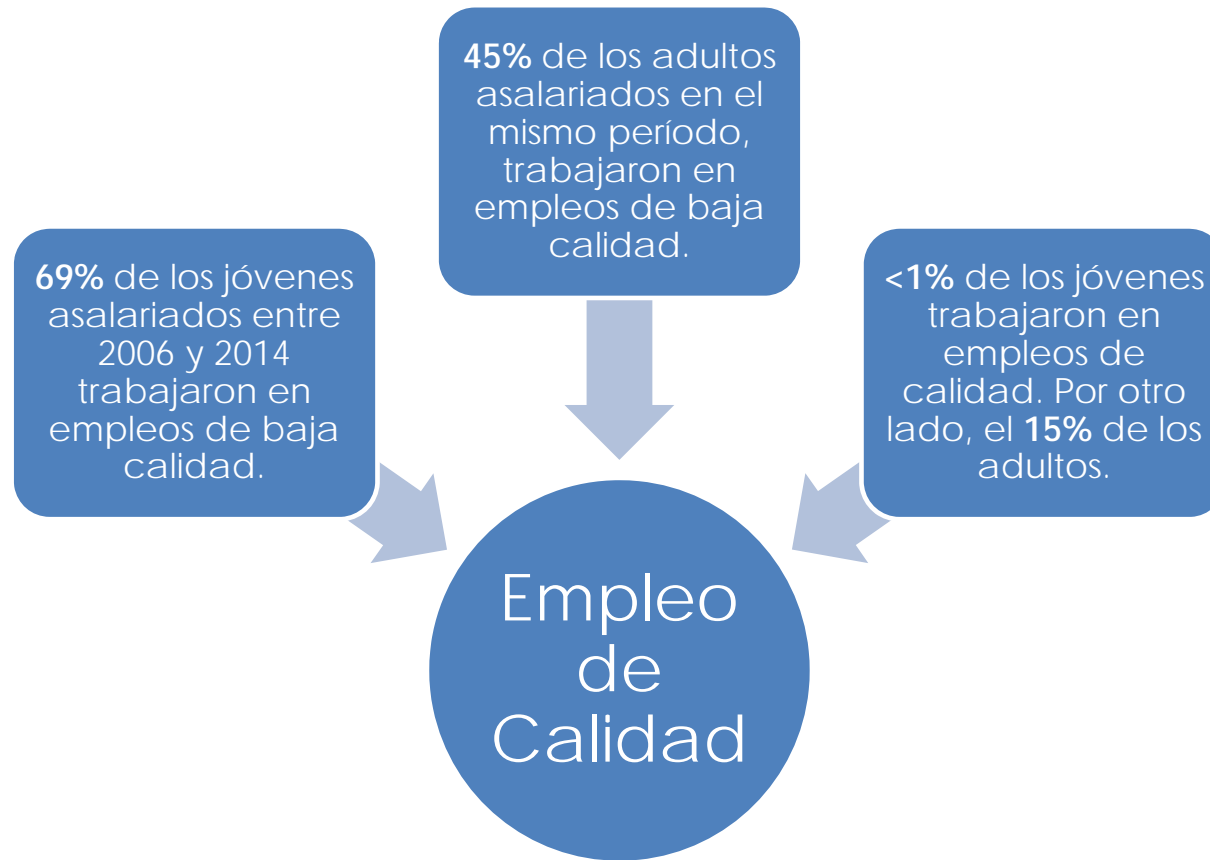 45% de los adultos
asalariados en el
mismo período,
trabajaron en
empleos de baja
calidad.
69% de los jóvenes
asalariados entre
2006 y 2014
trabajaron en
empleos de baja
calidad.
<1% de los jóvenes
trabajaron en
empleos de
calidad. Por otro
lado, el 15% de los
adultos.
Empleo
de
Calidad